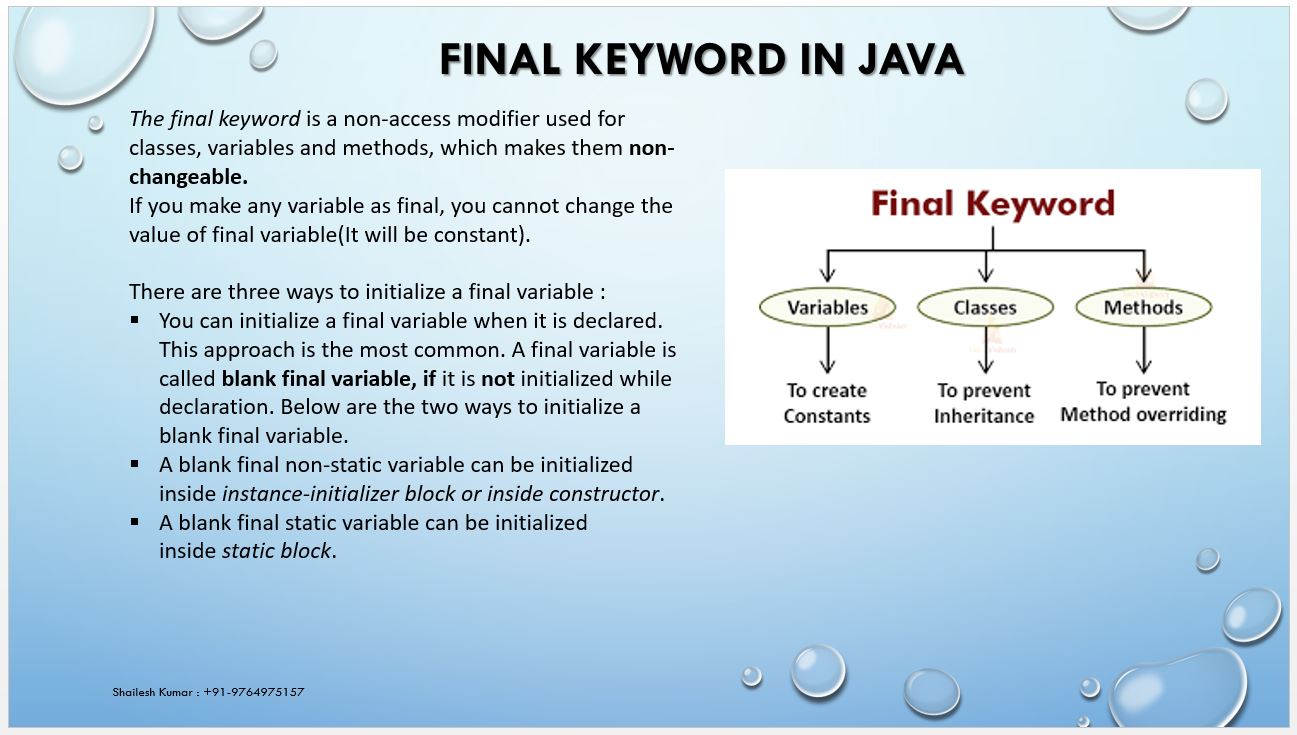 FINAL KEYWORD IN JAVA
The final keyword is a non-access modifier used for
classes, variables and methods, which makes them non-
changeable.
If you make any variable as final, you cannot change the
value of final variable(It will be constant).
There are three ways to initialize a final variable :
▪ You can initialize a final variable when it is declared.
This approach is the most common. A final variable is
called blank final variable, if it is not initialized while
declaration. Below are the two ways to initialize a
blank final variable.
▪ A blank final non-static variable can be initialized
inside instance-initializer block or inside constructor.
▪ A blank final static variable can be initialized
inside static block.
Final Keyword
Variables Classes Methods
To create To prevent To prevent
Constants Inheritance Method overriding
Shailesh Kumar : +91-9764975157